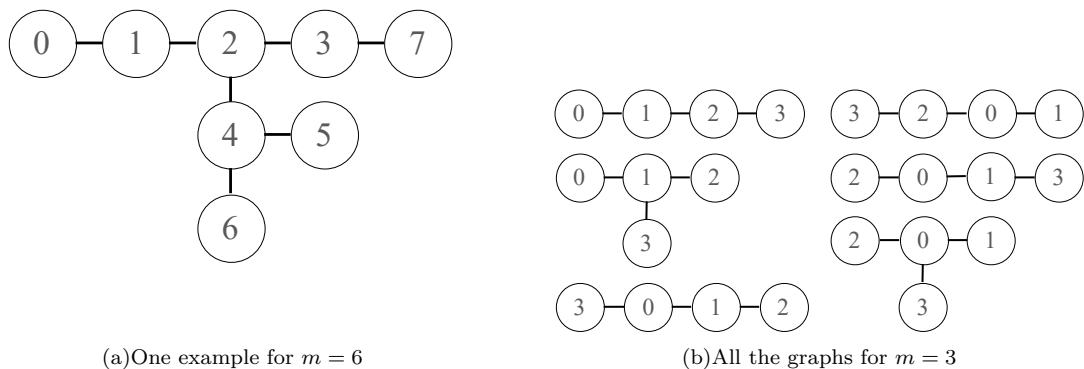 0 1 2 3 7
4 5
6
(a)One example for m = 6
0 1 2 3
0 1 2
3
3 0 1 2
3 2 0 1
2 0 1 3
2 0 1
3
(b)All the graphs for m = 3